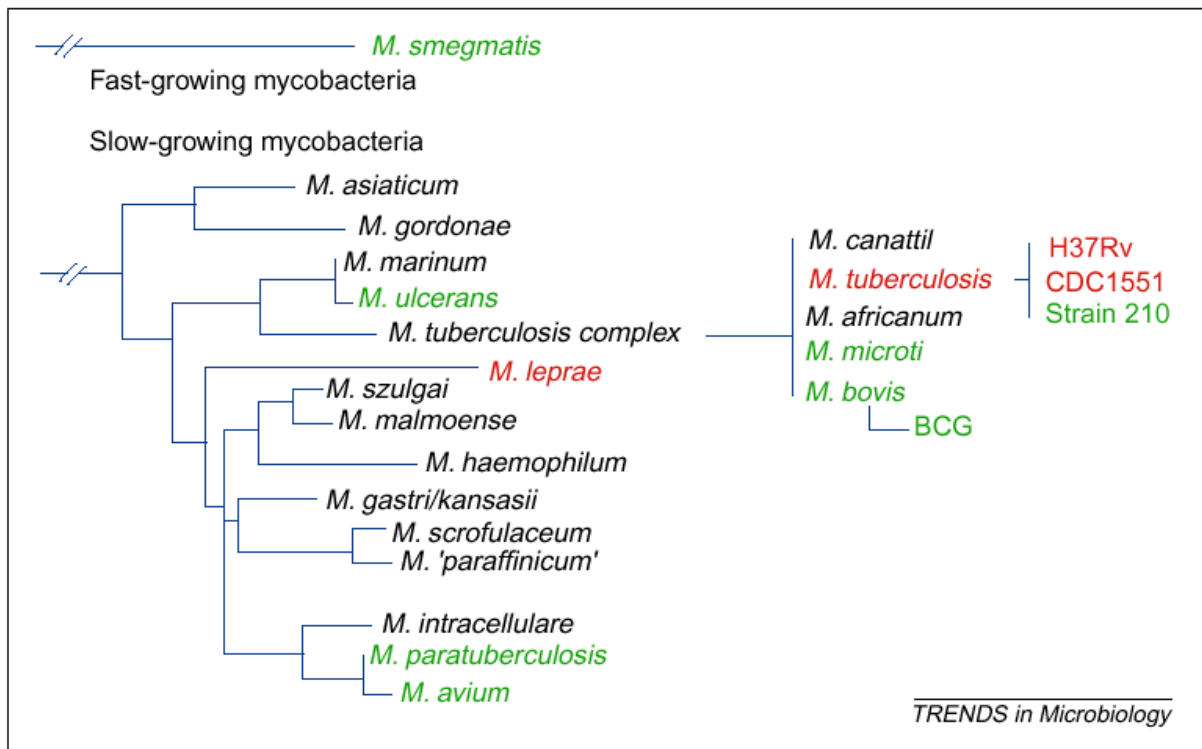 M. smegmatis
Fast-growing mycobacteria
Slow-growing mycobacteria
M. asiaticum
M. gordonae
M. marinum
M. ulcerans
M. tuberculosis complex
M. leprae
M. szulgai
M. malmoense
M. haemophilum
M. gastri/kansasii
M. scrofulaceum
M. 'paraffinicum'
M. intracellulare
M. paratuberculosis
M. avium
M. canattil
M. tuberculosis
M. africanum
M. microti
M. bovis
BCG
H37Rv
CDC1551
Strain 210
TRENDS in Microbiology